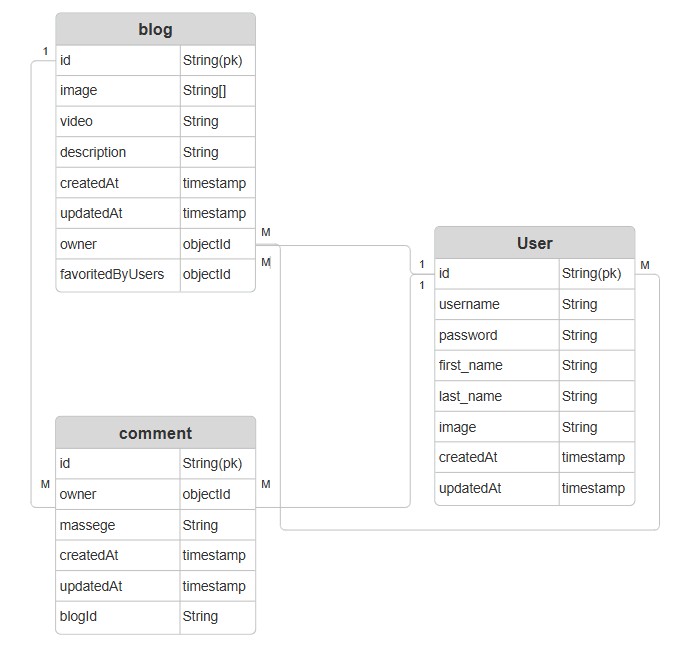 blog
1
id String(pk)
image String[]
video String
description String
createdAt timestamp
updatedAt timestamp
owner objectId M
favoritedByUsers objectId M
User
1 id String(pk) M
1
username String
password String
first_name String
last_name String
image String
createdAt timestamp
updatedAt timestamp
comment
id String(pk)
M owner objectId M
massege String
createdAt timestamp
updatedAt timestamp
blogId String